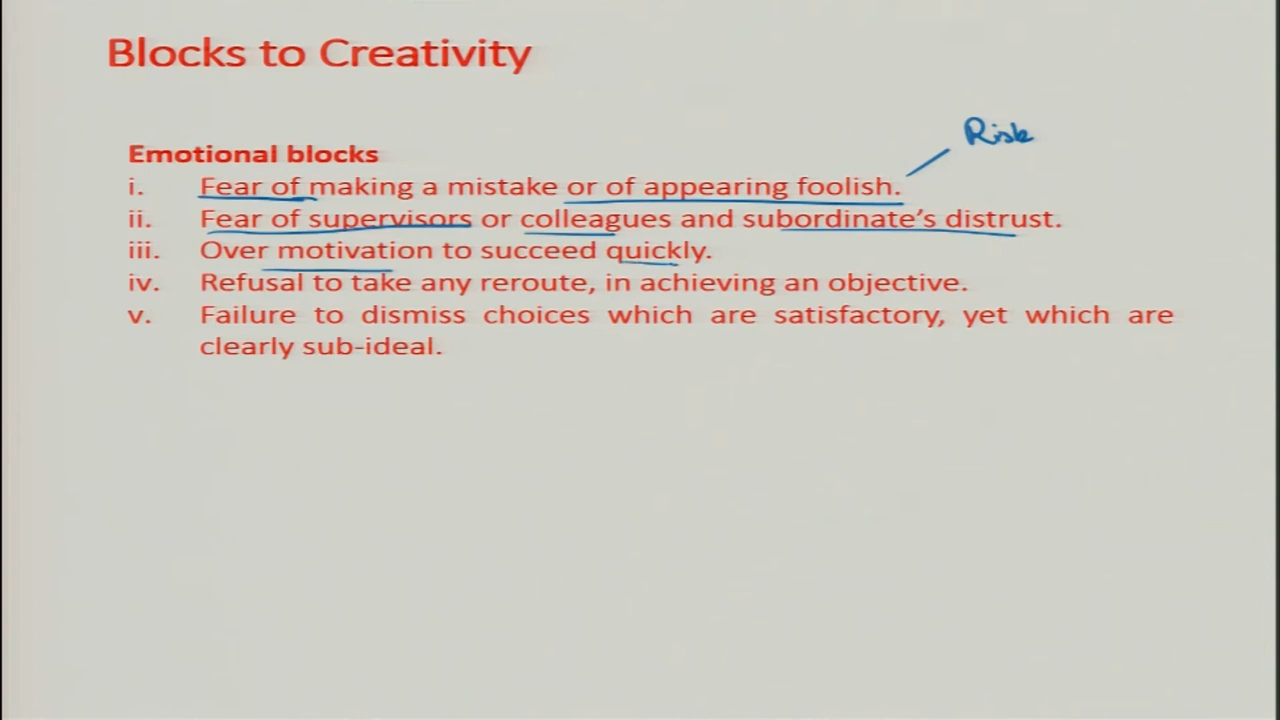 Blocks to Creativity
Risk
Emotional blocks
i. Fear of making a mistake or of appearing foolish.
ii. Fear of supervisors or colleagues and subordinate's distrust.
iii. Over motivation to succeed quickly.
iv. Refusal to take any reroute, in achieving an objective.
v. Failure to dismiss choices which are satisfactory, yet which are
clearly sub-ideal.